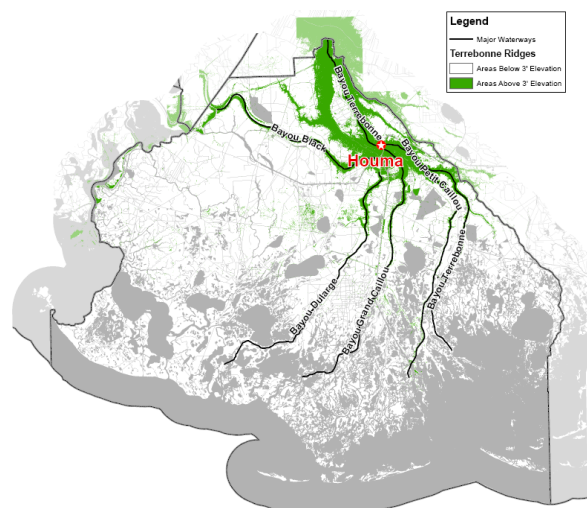 Legend
Major Waterways
Terrebonne Ridges
Areas Below 3' Elevation
Areas Above 3' Elevation
Bayou Terrebonne
Bayou Black
Houma
Bayou Petit Caillou
Bayou Dularge
Bayou Grand Caillou
Bayou Terrebonne